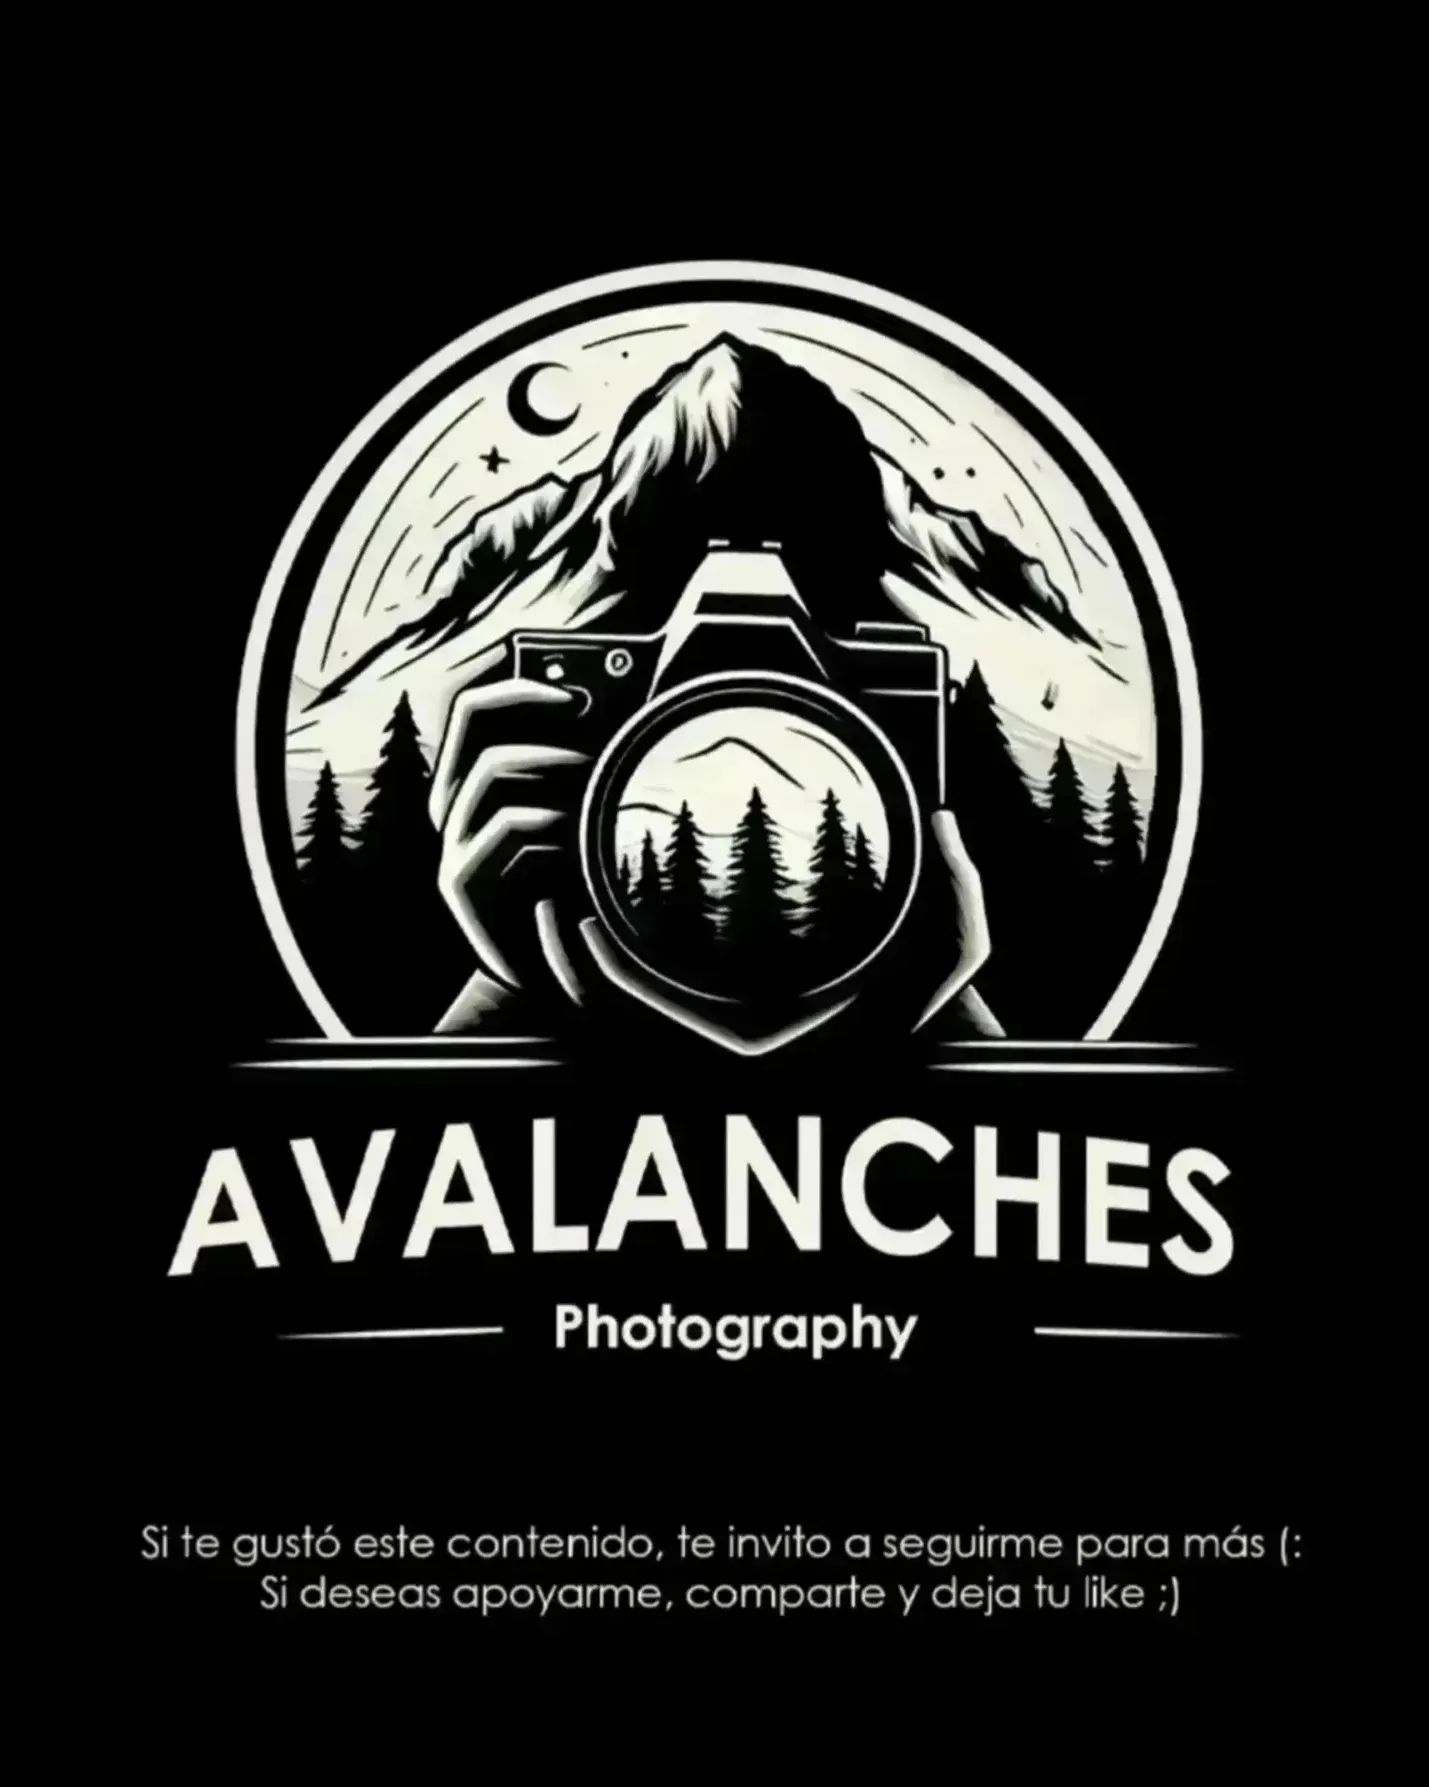 AVALANCHES
Photography
Si te gustó este contenido, te invito a seguirme para más (:
Si deseas apoyarme, comparte y deja tu like ;)